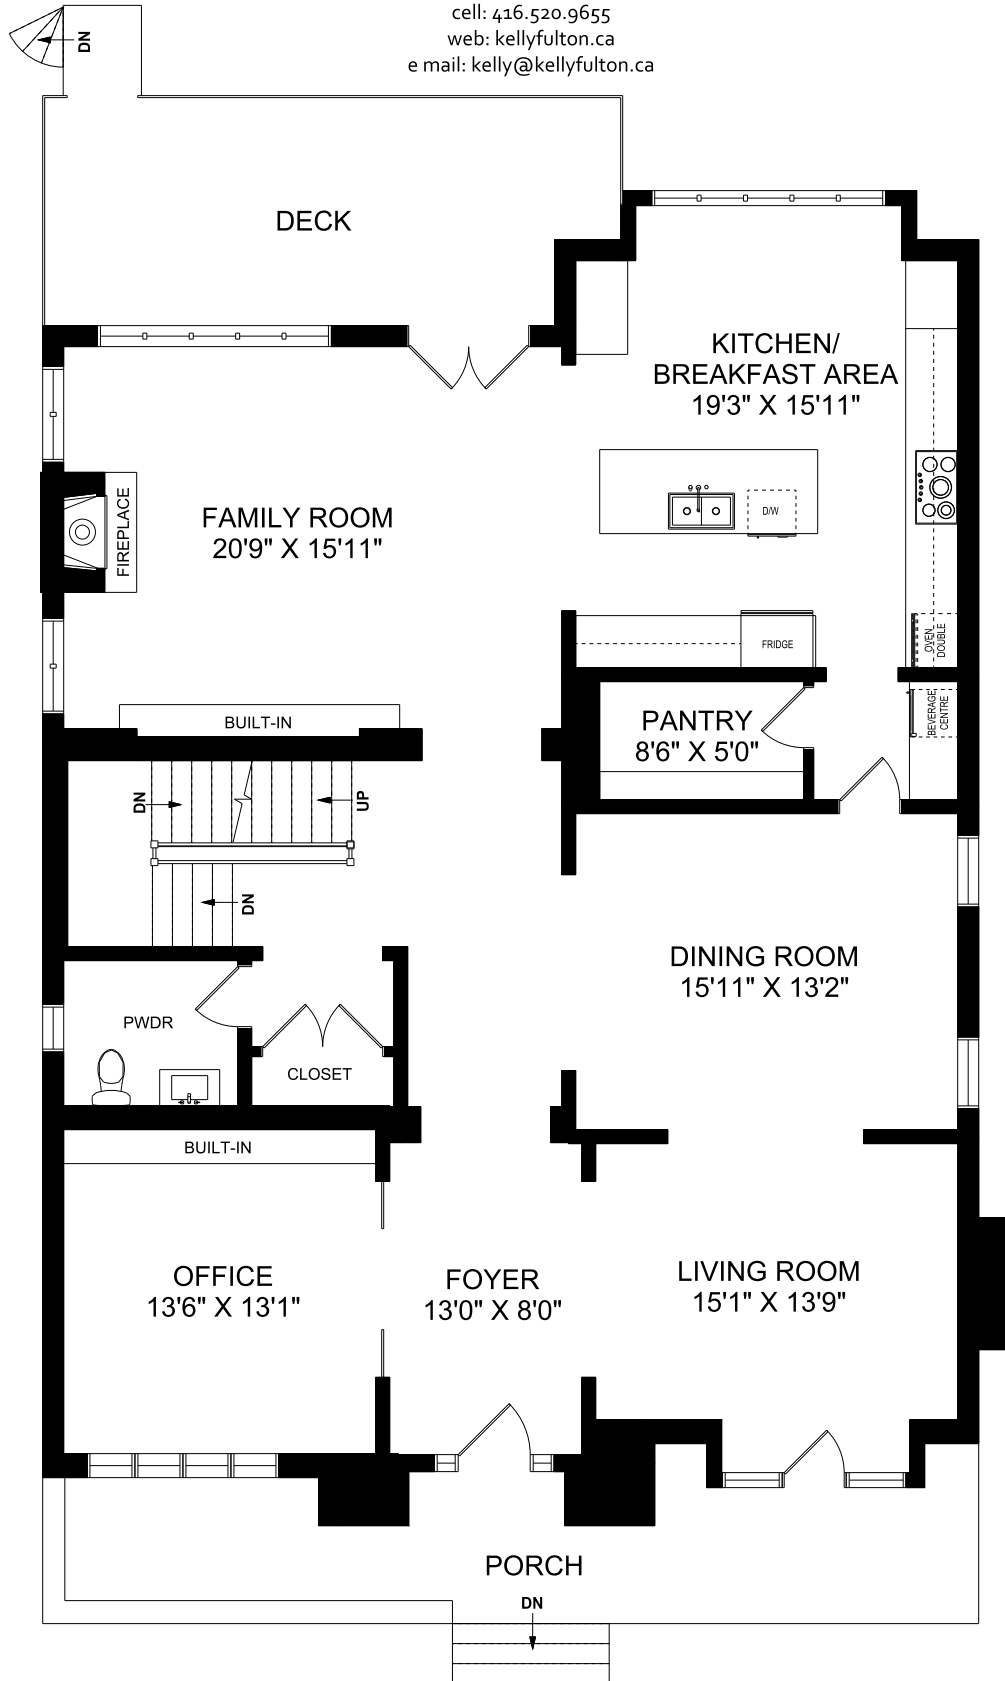 cell: 416.520.9655
web: kellyfulton.ca
e mail: kelly@kellyfulton.ca
DN
DECK
KITCHEN/
BREAKFAST AREA
19'3" X 15'11"
FIREPLACE
FAMILY ROOM
20'9" X 15'11"
D/W
FRIDGE
OVEN
DOUBLE
BUILT-IN
PANTRY
8'6" X 5'0"
BEVERAGE
CENTRE
DN
UP
DN
DINING ROOM
15'11" X 13'2"
PWDR
CLOSET
BUILT-IN
OFFICE
13'6" X 13'1"
FOYER
13'0" X 8'0"
LIVING ROOM
15'1" X 13'9"
PORCH
DN